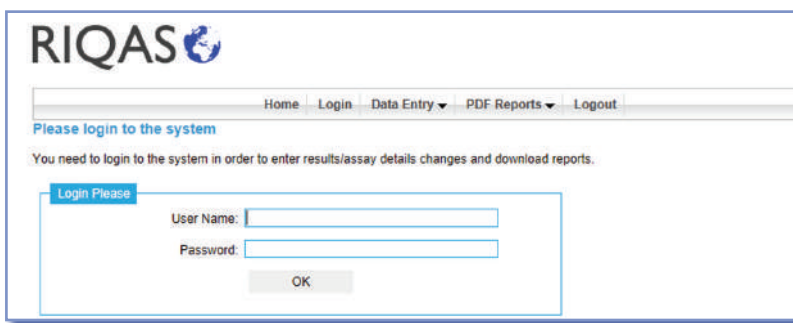 RIQAS
Home Login Data Entry PDF Reports Logout
Please login to the system
You need to login to the system in order to enter results/assay details changes and download reports.
Login Please
User Name:
Password:
OK